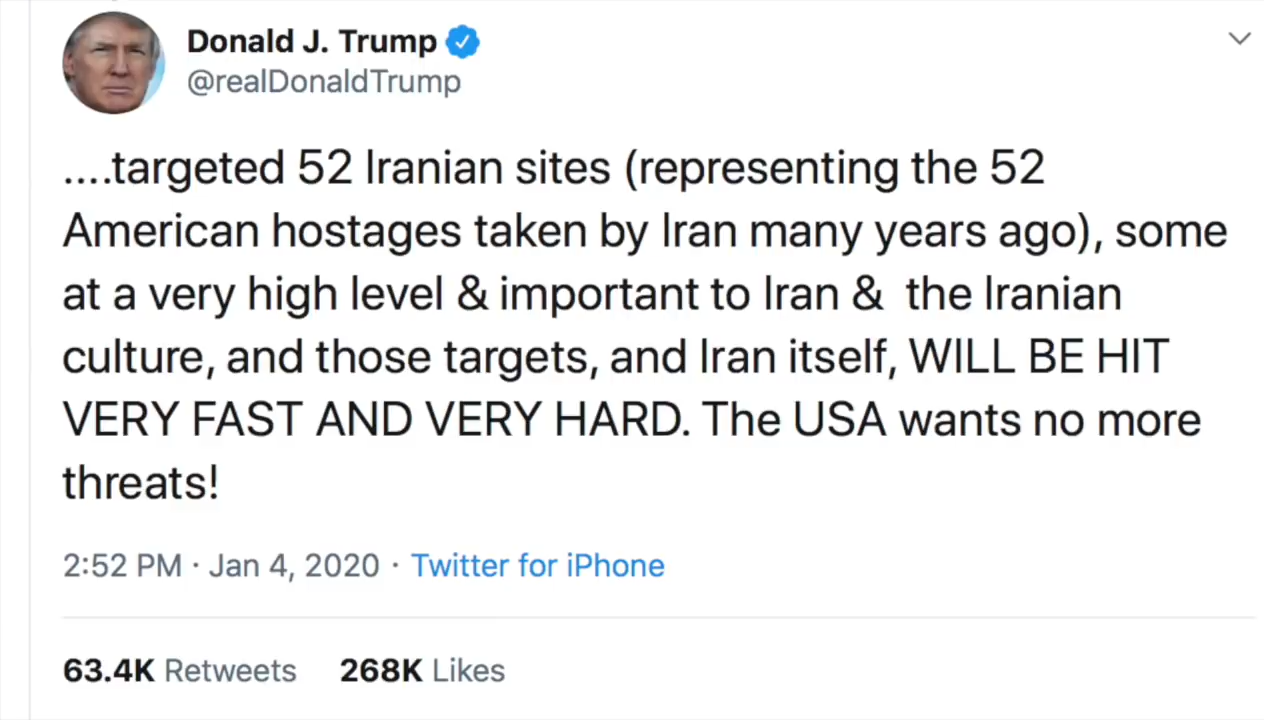 Donald J. Trump
@realDonaldTrump
....targeted 52 Iranian sites (representing the 52
American hostages taken by Iran many years ago), some
at a very high level & important to Iran &  the Iranian
culture, and those targets, and Iran itself, WILL BE HIT
VERY FAST AND VERY HARD. The USA wants no more
threats!
2:52 PM · Jan 4, 2020 · Twitter for iPhone
63.4K Retweets 268K Likes